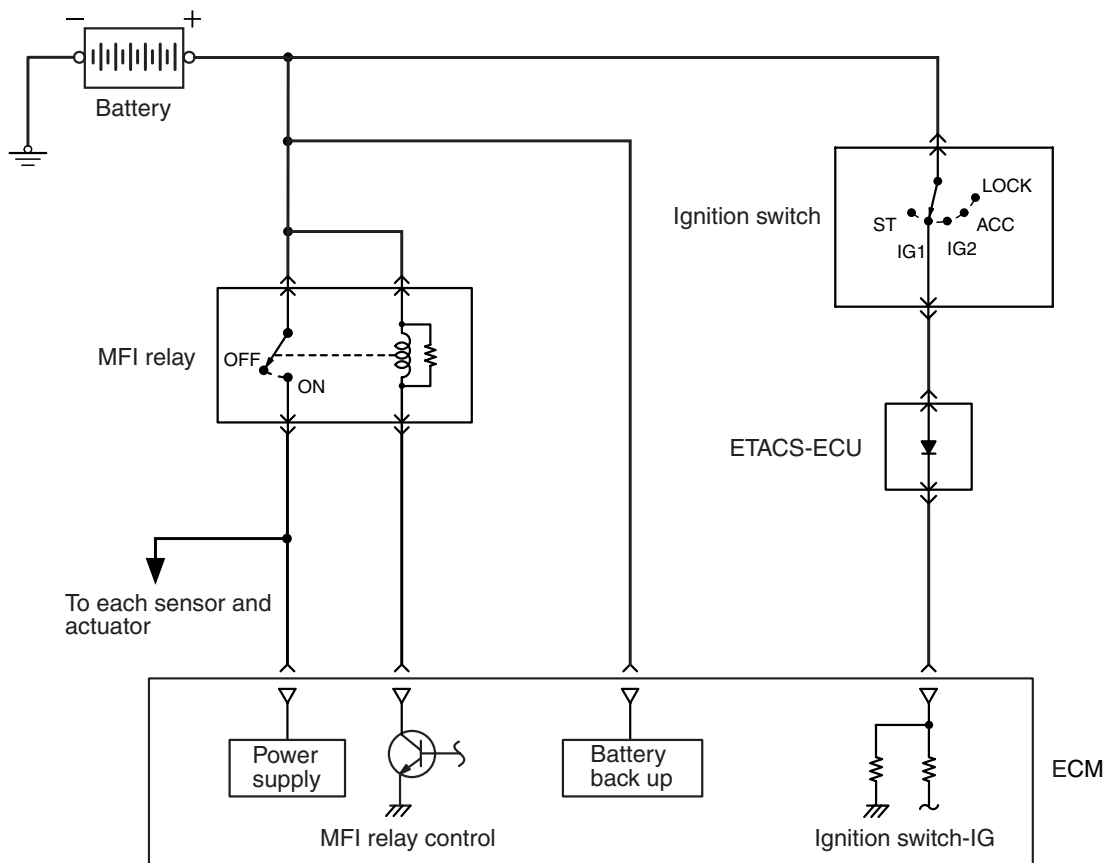 − +
Battery
Ignition switch
LOCK
ST
ACC
IG1
IG2
MFI relay
OFF
ON
ETACS-ECU
To each sensor and
actuator
Power
supply
Battery
back up
ECM
MFI relay control
Ignition switch-IG